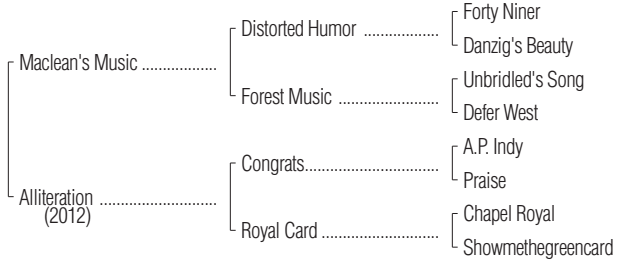 Forty Niner
Distorted Humor ..................
Danzig's Beauty
Maclean's Music ..................
Unbridled's Song
Forest Music ........................
Defer West
A.P. Indy
Congrats................................
Praise
Alliteration ............................
(2012)
Chapel Royal
Royal Card ............................
Showmethegreencard